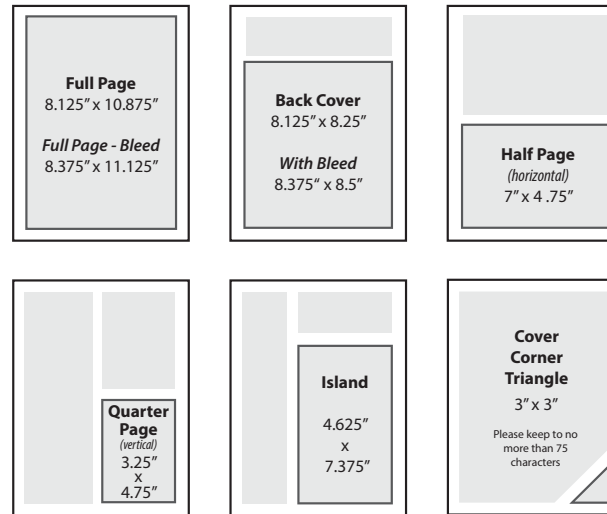 Full Page
8.125” x 10.875”
Full Page - Bleed
8.375” x 11.125”
Back Cover
8.125” x 8.25”
With Bleed
8.375“ x 8.5”
Half Page
(horizontal)
7” x 4 .75”
Quarter
Page
(vertical)
3.25”
x
4.75”
Island
4.625”
x
7.375”
Cover
Corner
Triangle
3” x 3”
Please keep to no
more than 75
characters